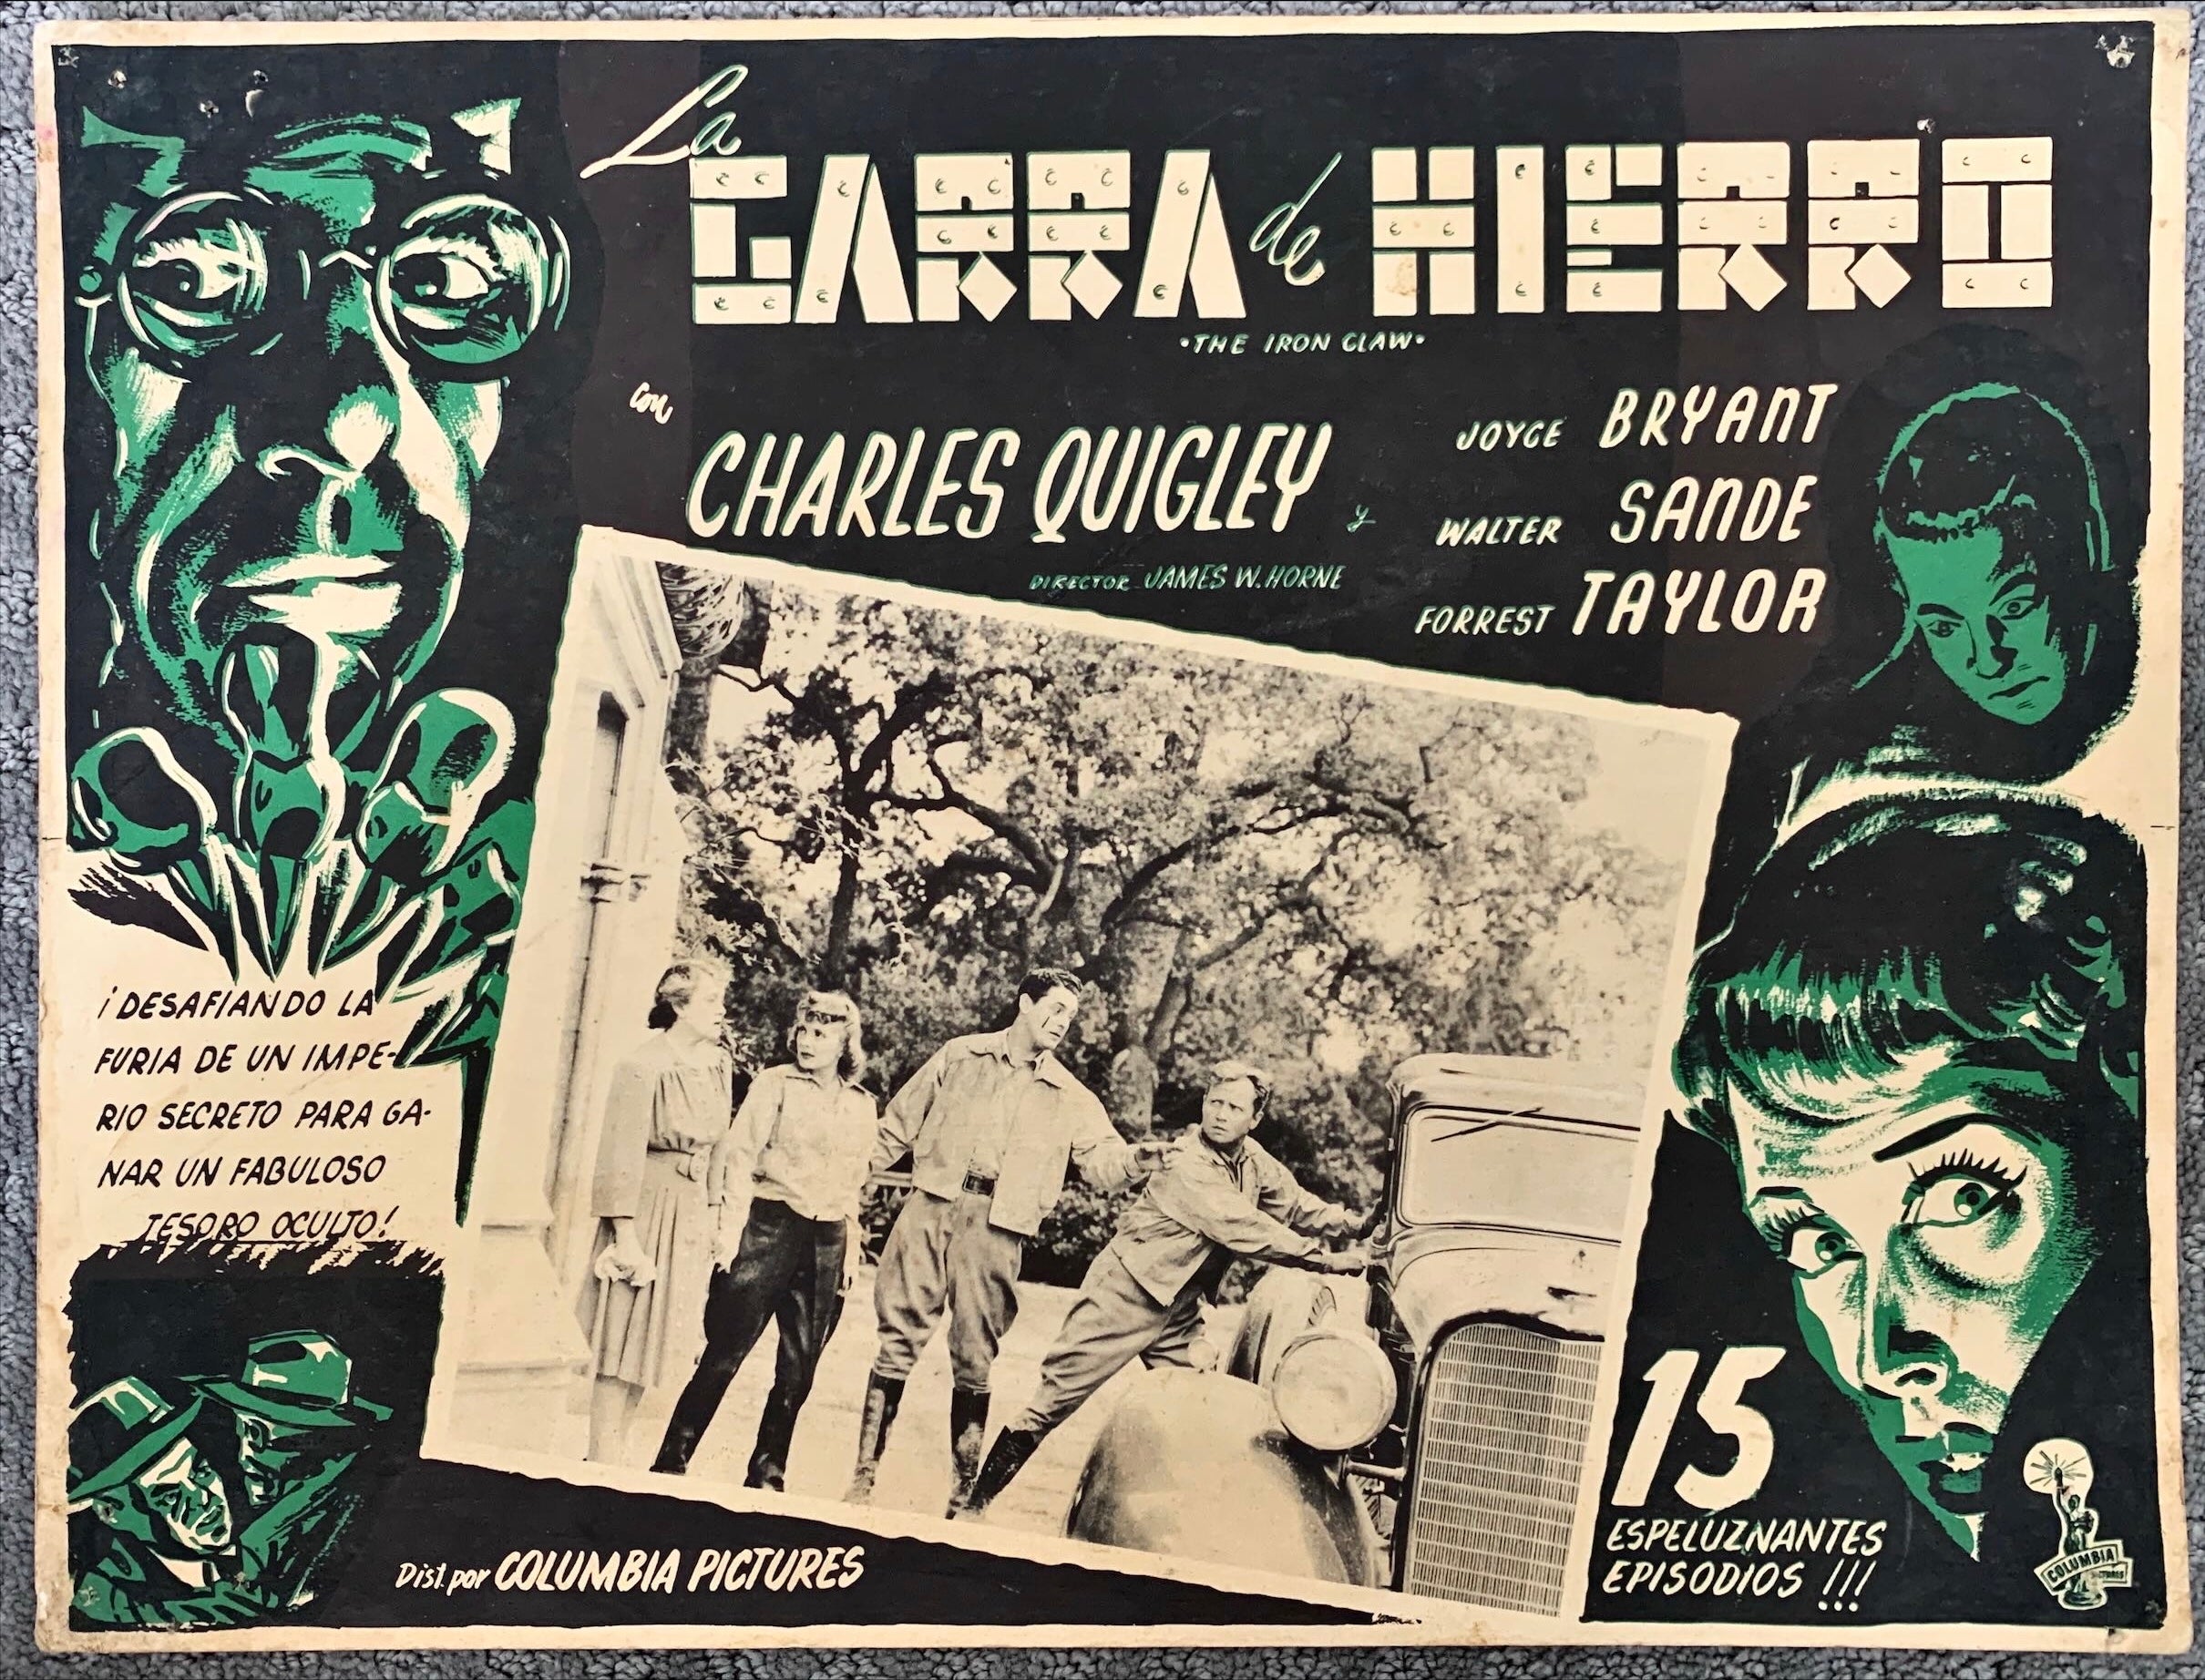 La
GARRA de HIERRO
•THE IRON CLAW•
con
CHARLES QUIGLEY y
JOYCE BRYANT
WALTER SANDE
FORREST TAYLOR
DIRECTOR JAMES W. HORNE
¡DESAFIANDO LA
FURIA DE UN IMPE-
RIO SECRETO PARA GA-
NAR UN FABULOSO
TESORO OCULTO!
15
ESPELUZNANTES
EPISODIOS !!!
Dist. por COLUMBIA PICTURES
COLUMBIA
PICTURES